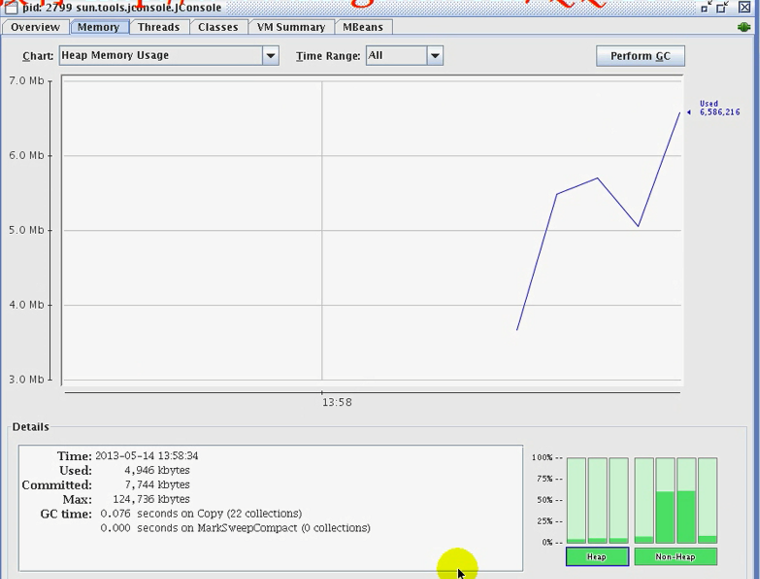 pid: 2799 sun.tools.jconsole.JConsole
Overview Memory Threads Classes VM Summary MBeans
Chart: Heap Memory Usage Time Range: All Perform GC
7.0 Mb
Used
6,586,216
6.0 Mb
5.0 Mb
4.0 Mb
3.0 Mb
13:58
Details
Time: 2013-05-14 13:58:34
Used: 4,946 kbytes
Committed: 7,744 kbytes
Max: 124,736 kbytes
GC time: 0.076 seconds on Copy (22 collections)
0.000 seconds on MarkSweepCompact (0 collections)
100% --
75% --
50% --
25% --
0% --
Heap Non-Heap